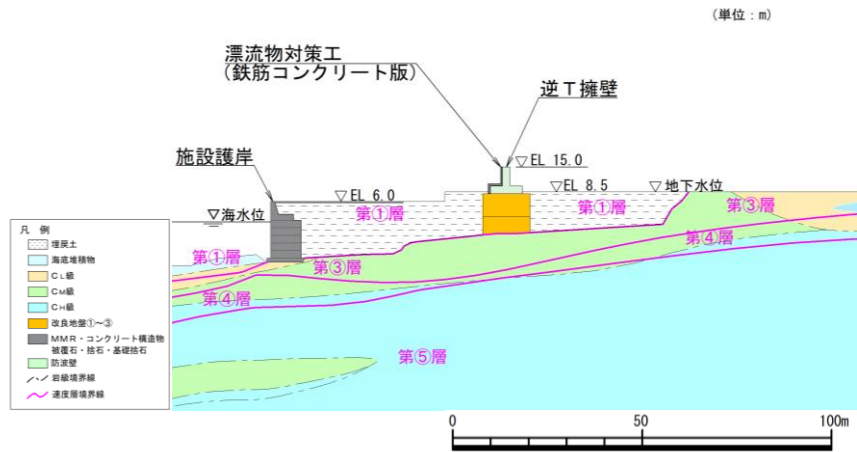 (単位：m)
漂流物対策工
(鉄筋コンクリート版)
逆T擁壁
施設護岸
▽EL 15.0
▽EL 6.0
▽EL 8.5
▽地下水位
▽海水位
第①層
第①層
第③層
第①層
第④層
第③層
第④層
第⑤層
凡 例
埋戻土
海底堆積物
CL級
CM級
CH級
改良地盤①～③
MMR・コンクリート構造物
被覆石・捨石・基礎捨石
防波壁
岩級境界線
速度層境界線
0 50 100m